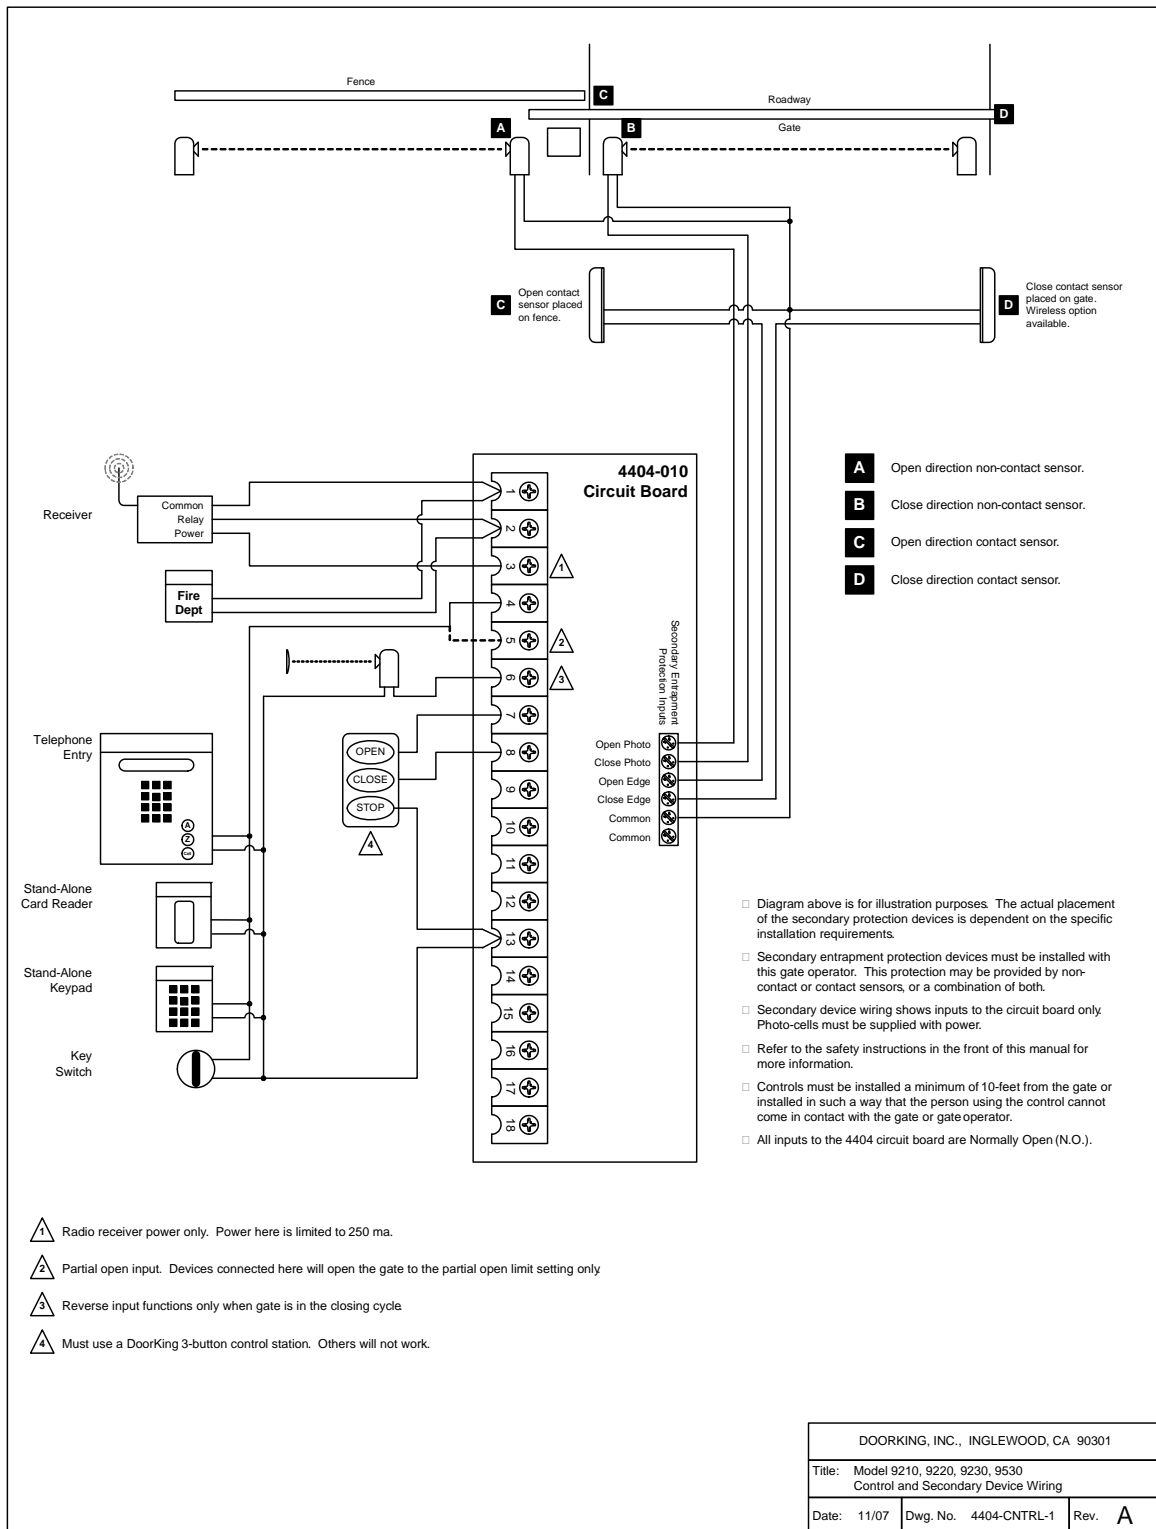 Fence
C
Roadway
D
A
B
Gate
C
Open contact
sensor placed
on fence.
D
Close contact sensor
placed on gate.
Wireless option
available.
4404-010
Circuit Board
A Open direction non-contact sensor.
B Close direction non-contact sensor.
C Open direction contact sensor.
D Close direction contact sensor.
Receiver
Common
Relay
Power
Fire
Dept
1
2
3
4
5
6
7
8
9
10
11
12
13
14
15
16
17
18
1
2
3
Secondary Entrapment
Protection Inputs
Open Photo
Close Photo
Open Edge
Close Edge
Common
Common
OPEN
CLOSE
STOP
4
Telephone
Entry
A
Z
Call
Stand-Alone
Card Reader
Stand-Alone
Keypad
Key
Switch
Diagram above is for illustration purposes. The actual placement
of the secondary protection devices is dependent on the specific
installation requirements.
Secondary entrapment protection devices must be installed with
this gate operator. This protection may be provided by non-
contact or contact sensors, or a combination of both.
Secondary device wiring shows inputs to the circuit board only.
Photo-cells must be supplied with power.
Refer to the safety instructions in the front of this manual for
more information.
Controls must be installed a minimum of 10-feet from the gate or
installed in such a way that the person using the control cannot
come in contact with the gate or gate operator.
All inputs to the 4404 circuit board are Normally Open (N.O.).
1 Radio receiver power only. Power here is limited to 250 ma.
2 Partial open input. Devices connected here will open the gate to the partial open limit setting only.
3 Reverse input functions only when gate is in the closing cycle.
4 Must use a DoorKing 3-button control station. Others will not work.
DOORKING, INC., INGLEWOOD, CA 90301
Title: Model 9210, 9220, 9230, 9530
Control and Secondary Device Wiring
Date: 11/07 Dwg. No. 4404-CNTRL-1 Rev. A